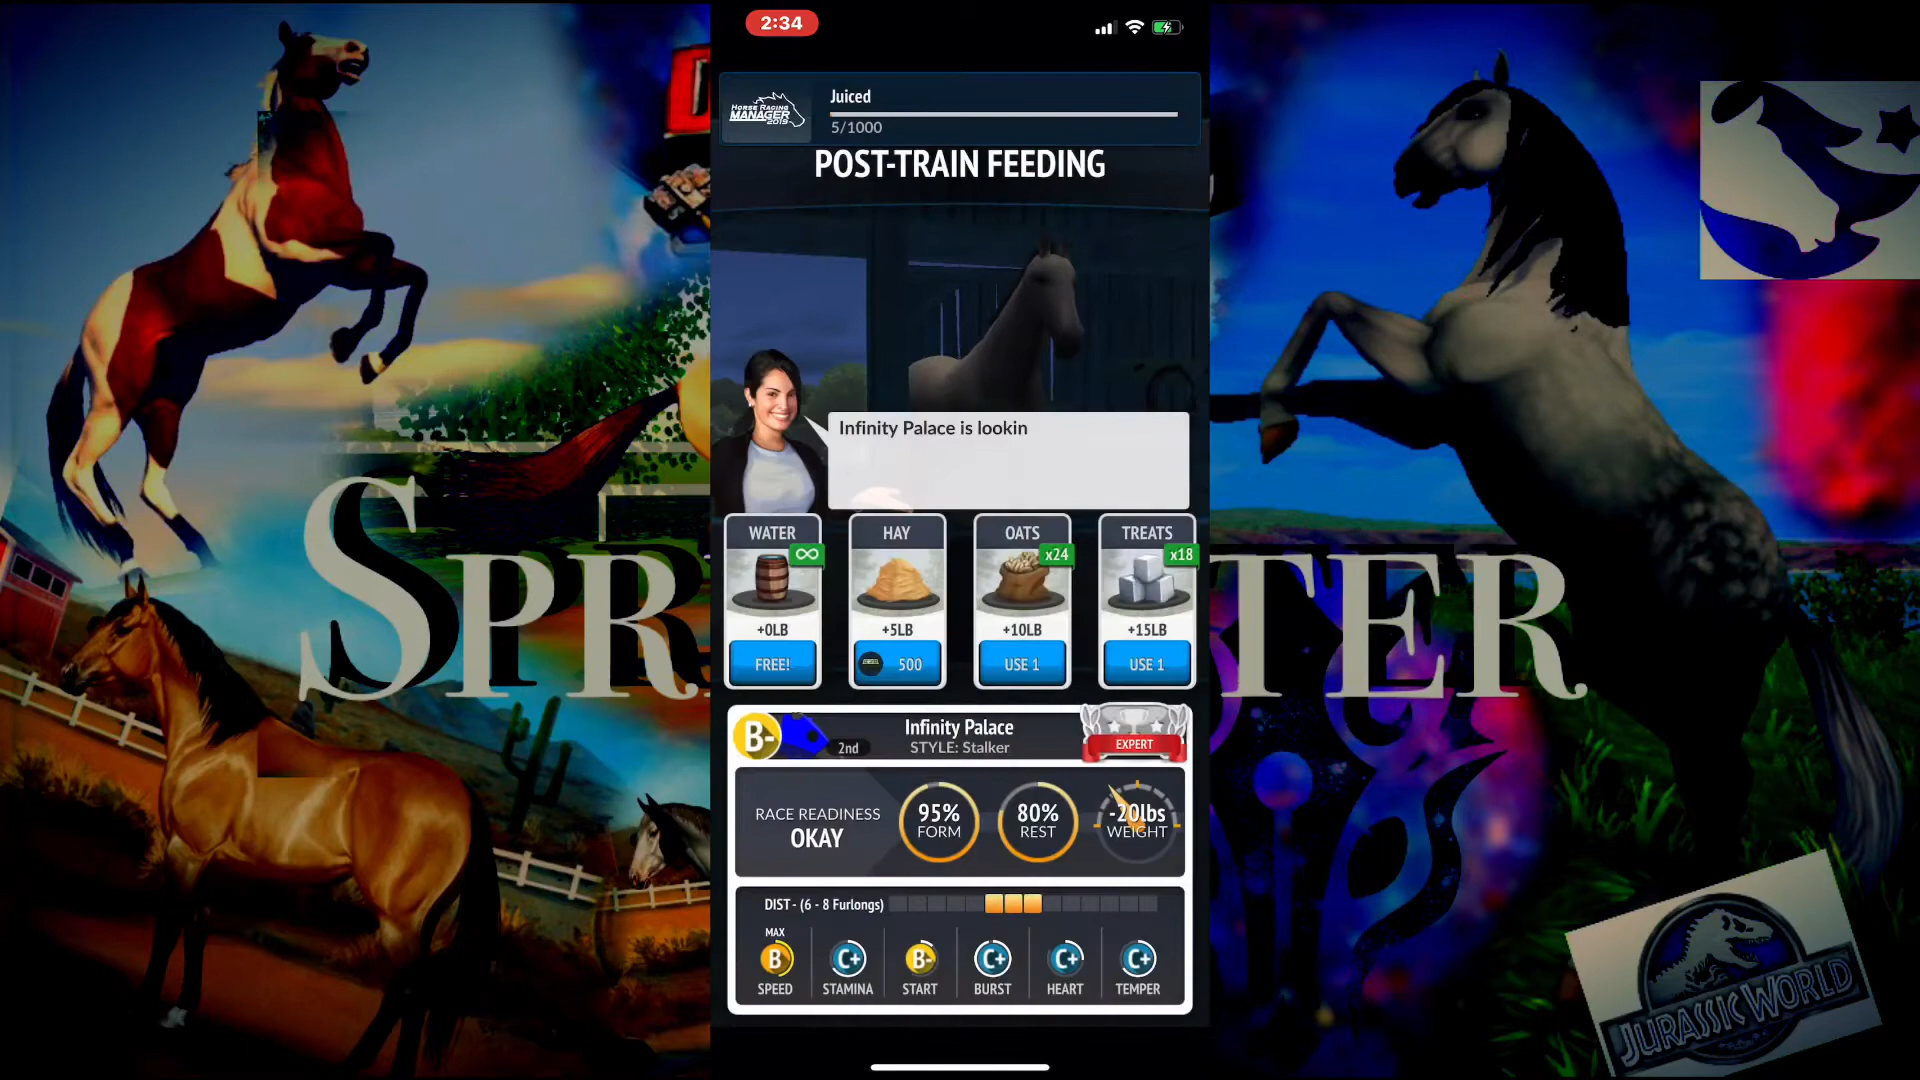 2:34
HORSE RACING
MANAGER
2019
Juiced
5/1000
POST-TRAIN FEEDING
Infinity Palace is lookin
WATER
∞
+0LB
FREE!
HAY
+5LB
500
OATS
x24
+10LB
USE 1
TREATS
x18
+15LB
USE 1
B-
2nd
Infinity Palace
STYLE: Stalker
EXPERT
RACE READINESS
OKAY
95%
FORM
80%
REST
-20lbs
WEIGHT
DIST - (6 - 8 Furlongs)
MAX
B
SPEED
C+
STAMINA
B-
START
C+
BURST
C+
HEART
C+
TEMPER
SPR
TER
JURASSIC WORLD